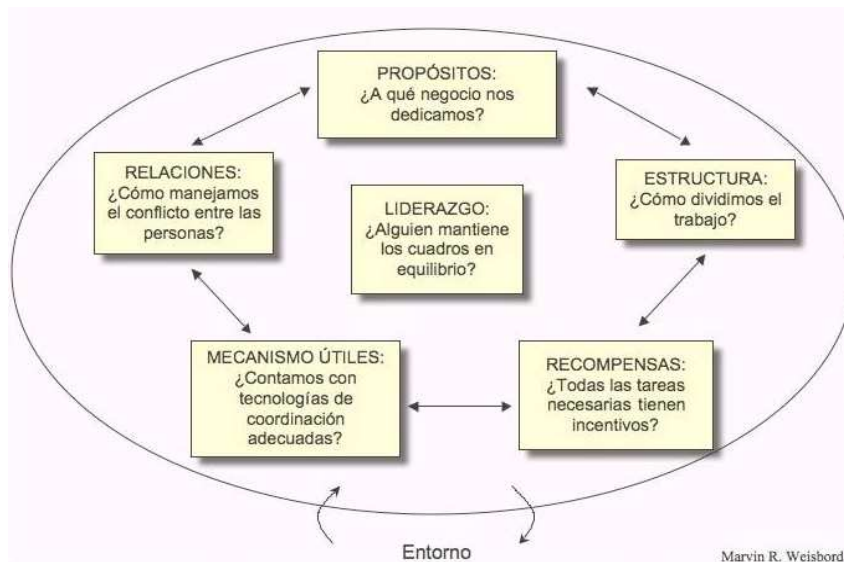 PROPÓSITOS:
¿A qué negocio nos
dedicamos?
RELACIONES:
¿Cómo manejamos
el conflicto entre las
personas?
ESTRUCTURA:
¿Cómo dividimos el
trabajo?
LIDERAZGO:
¿Alguien mantiene
los cuadros en
equilibrio?
MECANISMO ÚTILES:
¿Contamos con
tecnologías de
coordinación
adecuadas?
RECOMPENSAS:
¿Todas las tareas
necesarias tienen
incentivos?
Entorno
Marvin R. Weisbord